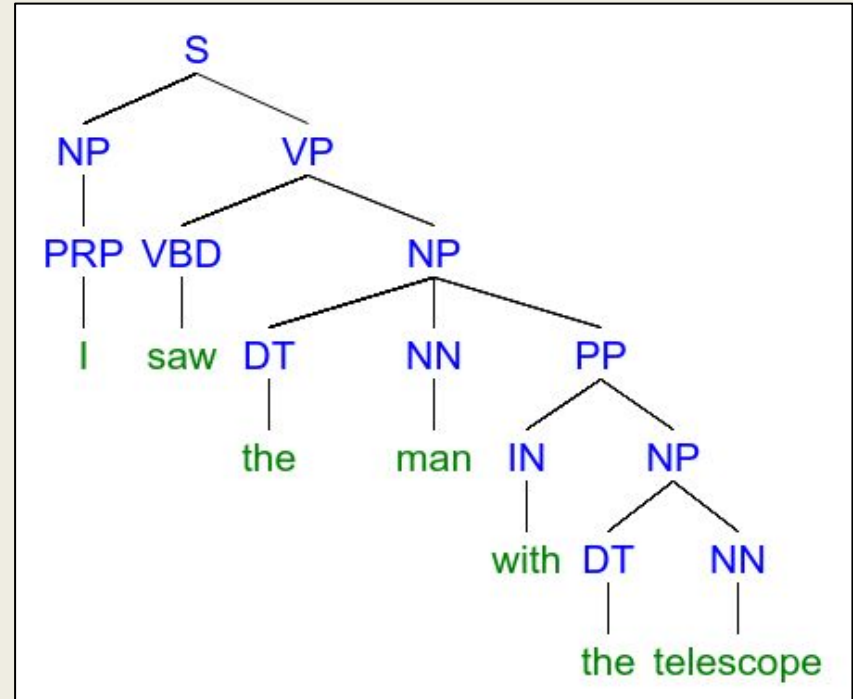 S
NP VP
PRP VBD NP
I saw DT NN PP
the man IN NP
with DT NN
the telescope